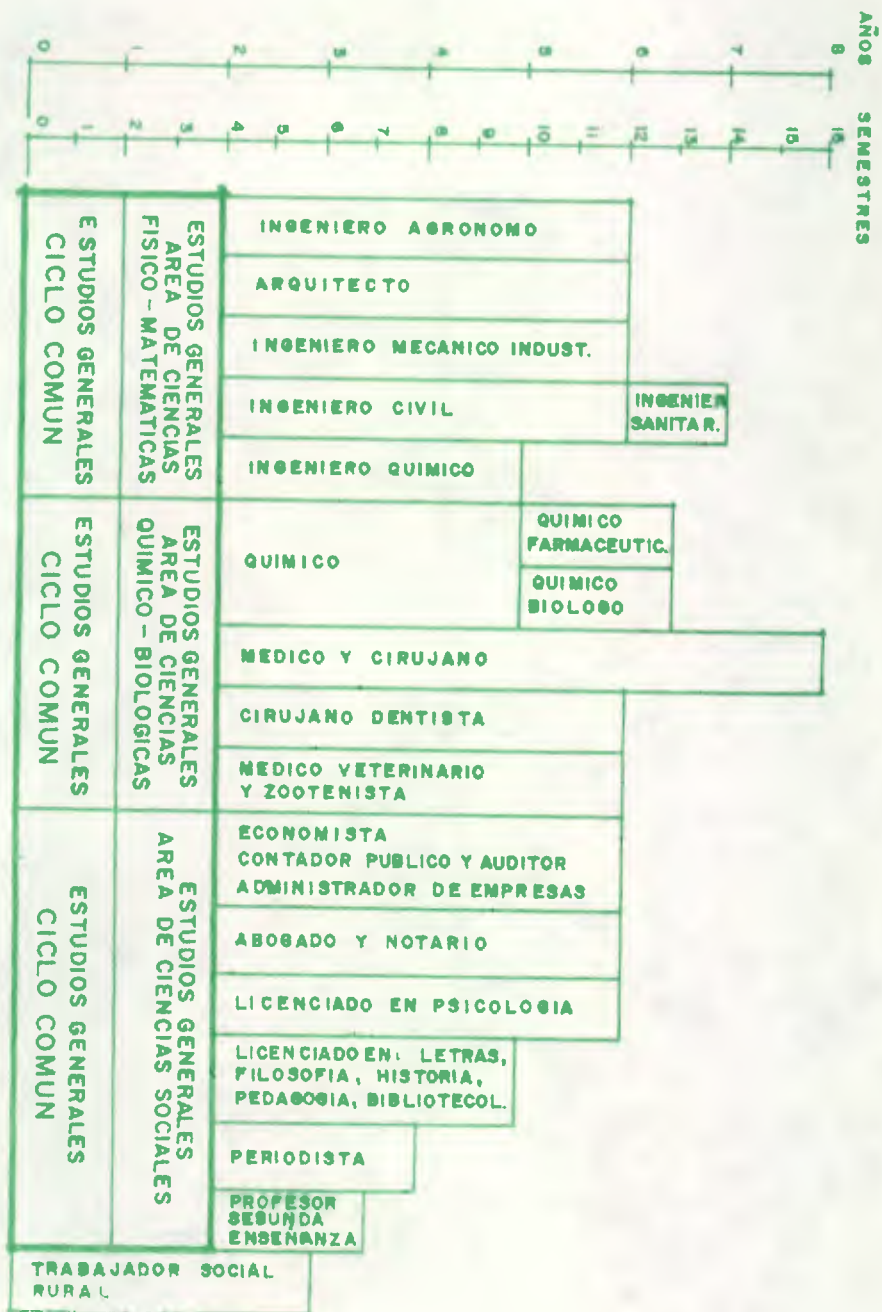 AÑOS
0 1 2 3 5 6 7 8
SEMESTRES
0 1 2 3 4 5 6 7 8 9 10 11 12 13 14 15 16
ESTUDIOS GENERALES
CICLO COMUN
ESTUDIOS GENERALES
AREA DE CIENCIAS
FISICO-MATEMATICAS
INGENIERO AGRONOMO
ARQUITECTO
INGENIERO MECANICO INDUST.
INGENIERO CIVIL
INGENIER
SANITAR.
INGENIERO QUIMICO
ESTUDIOS GENERALES
CICLO COMUN
ESTUDIOS GENERALES
AREA DE CIENCIAS
QUIMICO-BIOLOGICAS
QUIMICO
QUIMICO
FARMACEUTIC.
QUIMICO
BIOLOGO
MEDICO Y CIRUJANO
CIRUJANO DENTISTA
MEDICO VETERINARIO
Y ZOOTENISTA
ESTUDIOS GENERALES
CICLO COMUN
ESTUDIOS GENERALES
AREA DE CIENCIAS SOCIALES
ECONOMISTA
CONTADOR PUBLICO Y AUDITOR
ADMINISTRADOR DE EMPRESAS
ABOGADO Y NOTARIO
LICENCIADO EN PSICOLOGIA
LICENCIADO EN: LETRAS,
FILOSOFIA, HISTORIA,
PEDAGOGIA, BIBLIOTECOL.
PERIODISTA
PROFESOR
SEGUNDA
ENSEÑANZA
TRABAJADOR SOCIAL
RURAL